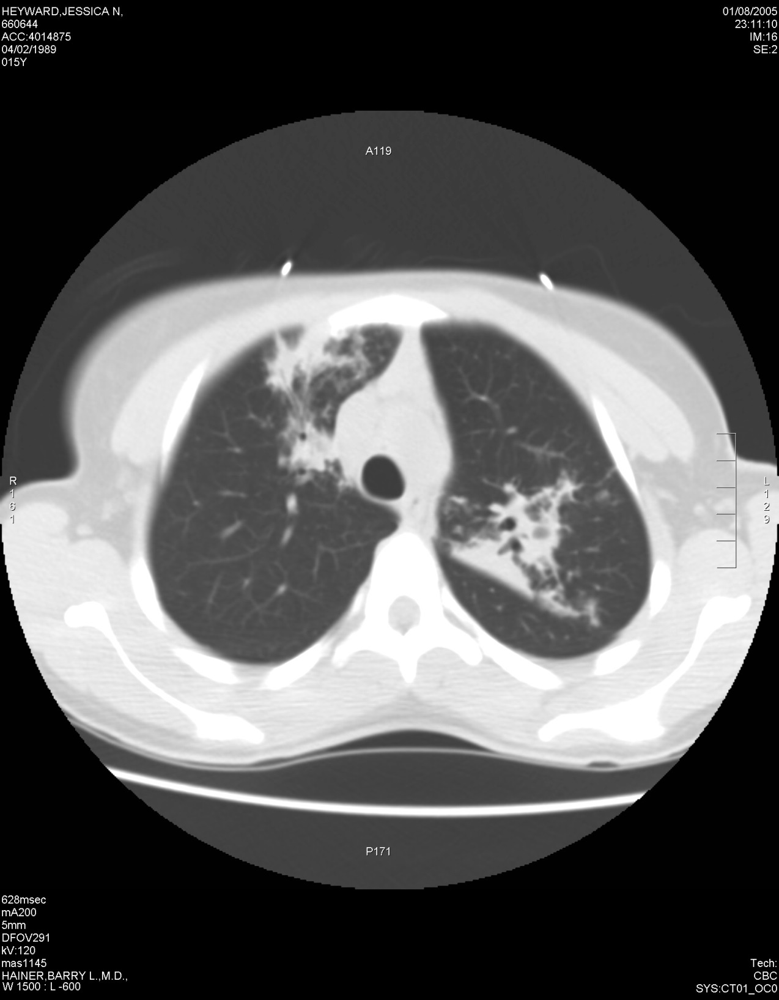 HEYWARD,JESSICA N,
660644
ACC:4014875
04/02/1989
015Y
01/08/2005
23:11:10
IM:16
SE:2
A119
R
1
6
1
L
1
2
9
P171
628msec
mA200
5mm
DFOV291
kV:120
mas1145
HAINER,BARRY L.,M.D.,
W 1500 : L -600
Tech:
CBC
SYS:CT01_OC0